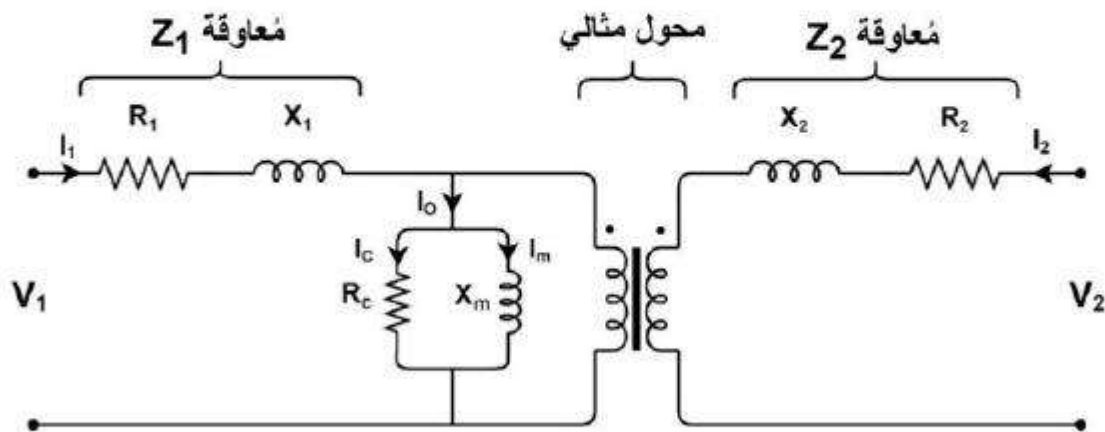 مُعاوقة Z1
محول مثالي
مُعاوقة Z2
R1
X1
X2
R2
I1
I2
IO
IC
Im
Rc
Xm
V1
V2